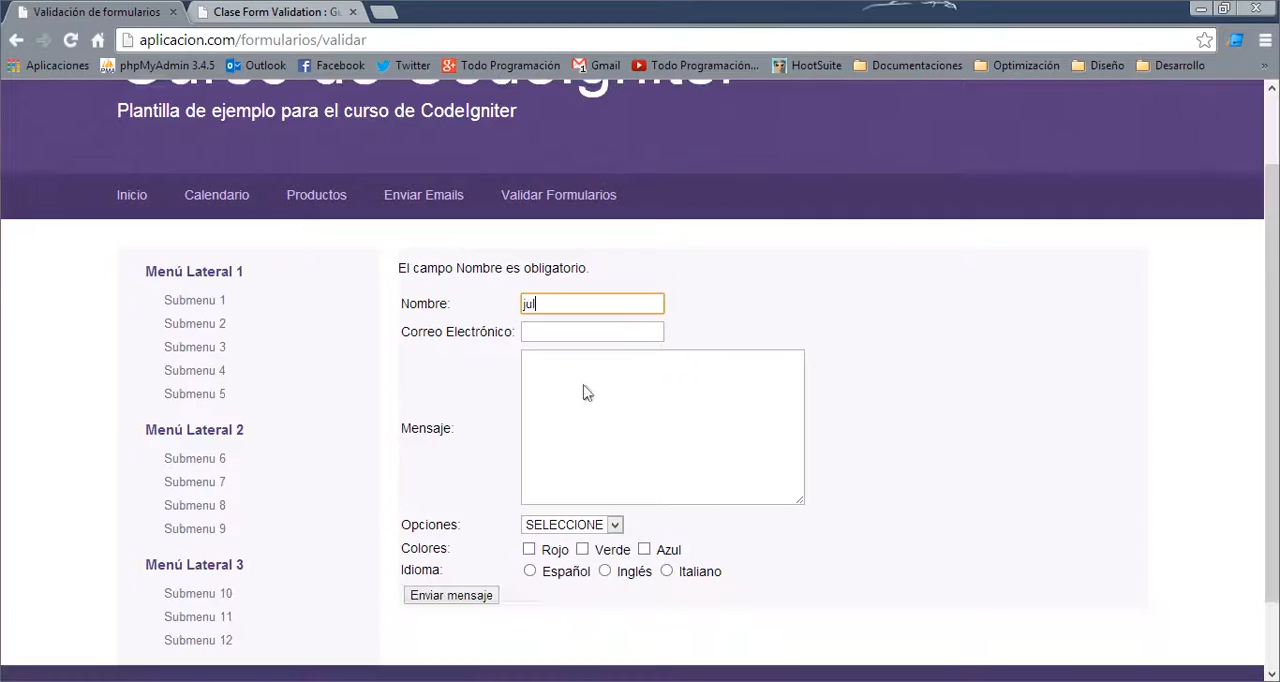 Validación de formularios
Clase Form Validation : Gu
aplicacion.com/formularios/validar
Aplicaciones phpMyAdmin 3.4.5 Outlook Facebook Twitter Todo Programación Gmail Todo Programación... HootSuite Documentaciones Optimización Diseño Desarrollo »
Curso de CodeIgniter
Plantilla de ejemplo para el curso de CodeIgniter
Inicio Calendario Productos Enviar Emails Validar Formularios
Menú Lateral 1
Submenu 1
Submenu 2
Submenu 3
Submenu 4
Submenu 5
Menú Lateral 2
Submenu 6
Submenu 7
Submenu 8
Submenu 9
Menú Lateral 3
Submenu 10
Submenu 11
Submenu 12
El campo Nombre es obligatorio.
Nombre: jul
Correo Electrónico:
Mensaje:
Opciones: SELECCIONE
Colores: Rojo Verde Azul
Idioma: Español Inglés Italiano
Enviar mensaje